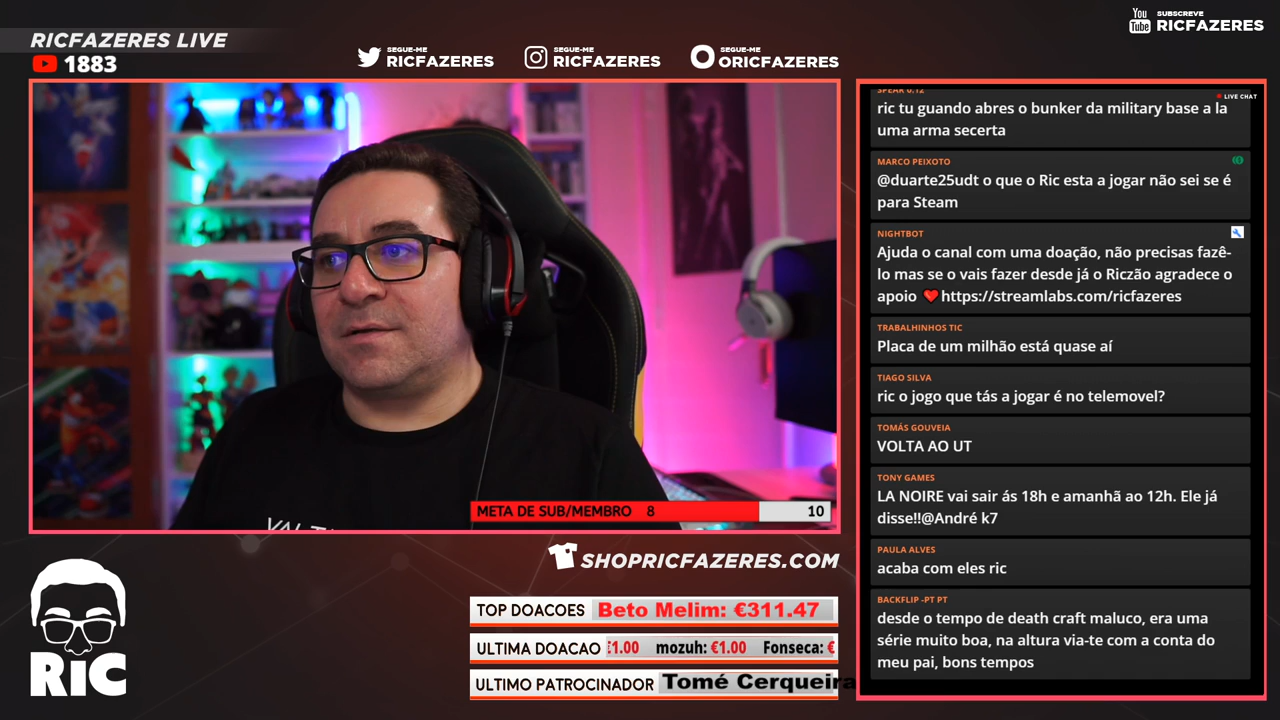 RICFAZERES LIVE
1883
SEGUE-ME
RICFAZERES
SEGUE-ME
RICFAZERES
SEGUE-ME
ORICFAZERES
You
Tube
SUBSCREVE
RICFAZERES
LIVE CHAT
SPEAR 0.12
ric tu guando abres o bunker da military base a la
uma arma secerta
MARCO PEIXOTO
@duarte25udt o que o Ric esta a jogar não sei se é
para Steam
NIGHTBOT
Ajuda o canal com uma doação, não precisas fazê-
lo mas se o vais fazer desde já o Riczão agradece o
apoio ❤️https://streamlabs.com/ricfazeres
TRABALHINHOS TIC
Placa de um milhão está quase aí
TIAGO SILVA
ric o jogo que tás a jogar é no telemovel?
TOMÁS GOUVEIA
VOLTA AO UT
TONY GAMES
LA NOIRE vai sair ás 18h e amanhã ao 12h. Ele já
disse!!@André k7
PAULA ALVES
acaba com eles ric
BACKFLIP -PT PT
desde o tempo de death craft maluco, era uma
série muito boa, na altura via-te com a conta do
meu pai, bons tempos
META DE SUB/MEMBRO 8 10
SHOPRICFAZERES.COM
TOP DOACOES Beto Melim: €311.47
ULTIMA DOACAO €1.00 mozuh: €1.00 Fonseca: €
ULTIMO PATROCINADOR Tomé Cerqueira
RIC